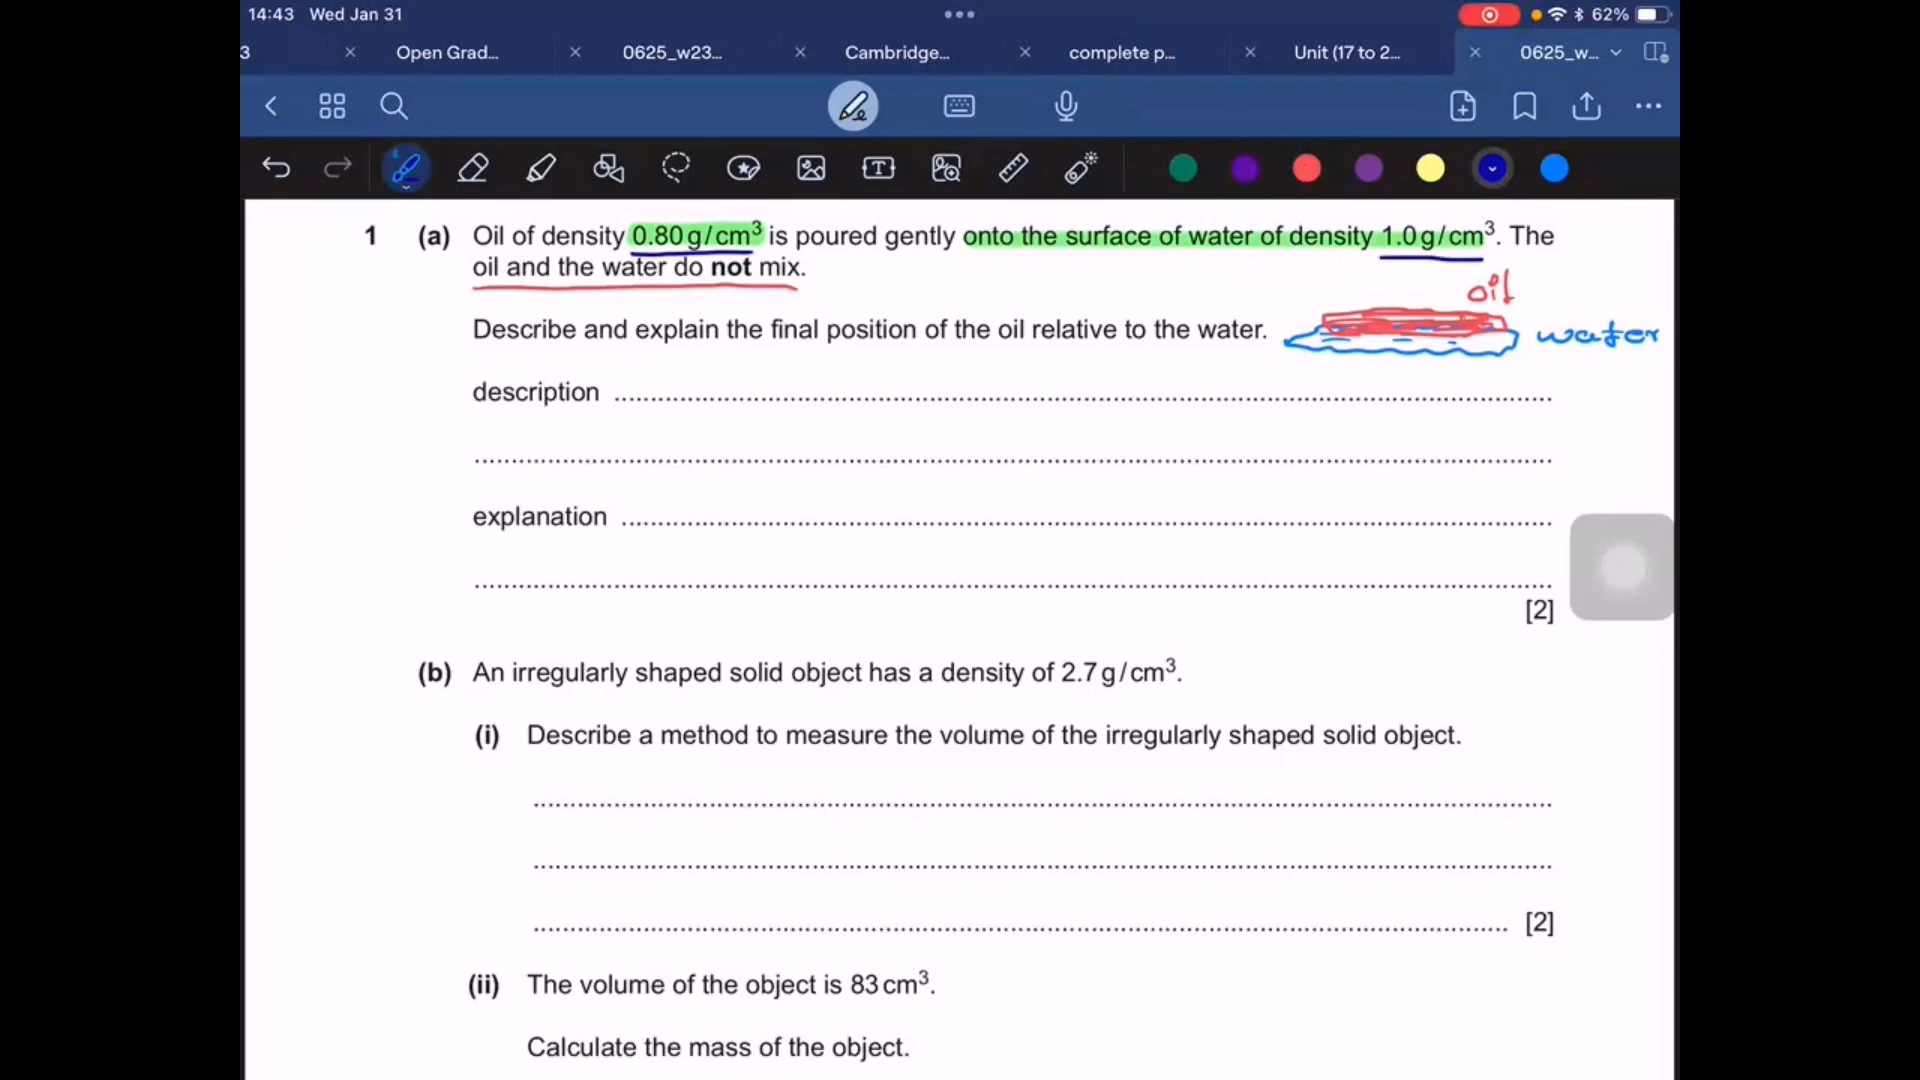 14:43 Wed Jan 31
62%
3
Open Grad...
0625_w23...
Cambridge...
complete p...
Unit (17 to 2...
0625_w...
1 (a) Oil of density 0.80 g/cm³ is poured gently onto the surface of water of density 1.0 g/cm³. The
oil and the water do not mix.
oil
Describe and explain the final position of the oil relative to the water.
water
description ........................................................................
........................................................................
explanation ........................................................................
........................................................................
[2]
(b) An irregularly shaped solid object has a density of 2.7 g/cm³.
(i) Describe a method to measure the volume of the irregularly shaped solid object.
........................................................................
........................................................................
........................................................................ [2]
(ii) The volume of the object is 83 cm³.
Calculate the mass of the object.